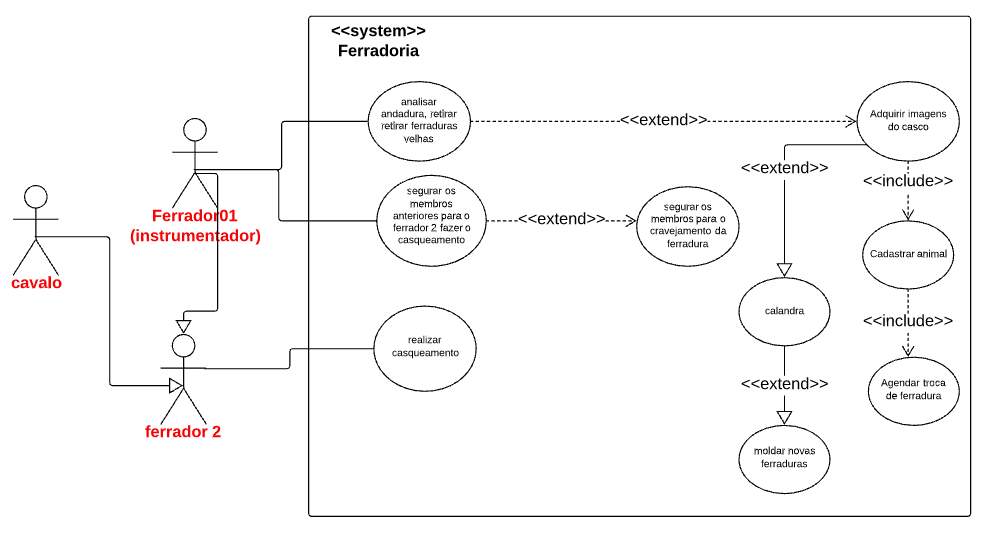 <<system>>
Ferradoria
analisar
andadura, retirar
retirar ferraduras
velhas
<<extend>>
Adquirir imagens
do casco
<<extend>>
<<include>>
Ferrador01
(instrumentador)
segurar os
membros
anteriores para o
ferrador 2 fazer o
casqueamento
<<extend>>
segurar os
membros para o
cravejamento da
ferradura
Cadastrar animal
cavalo
calandra
<<include>>
realizar
casqueamento
<<extend>>
Agendar troca
de ferradura
ferrador 2
moldar novas
ferraduras